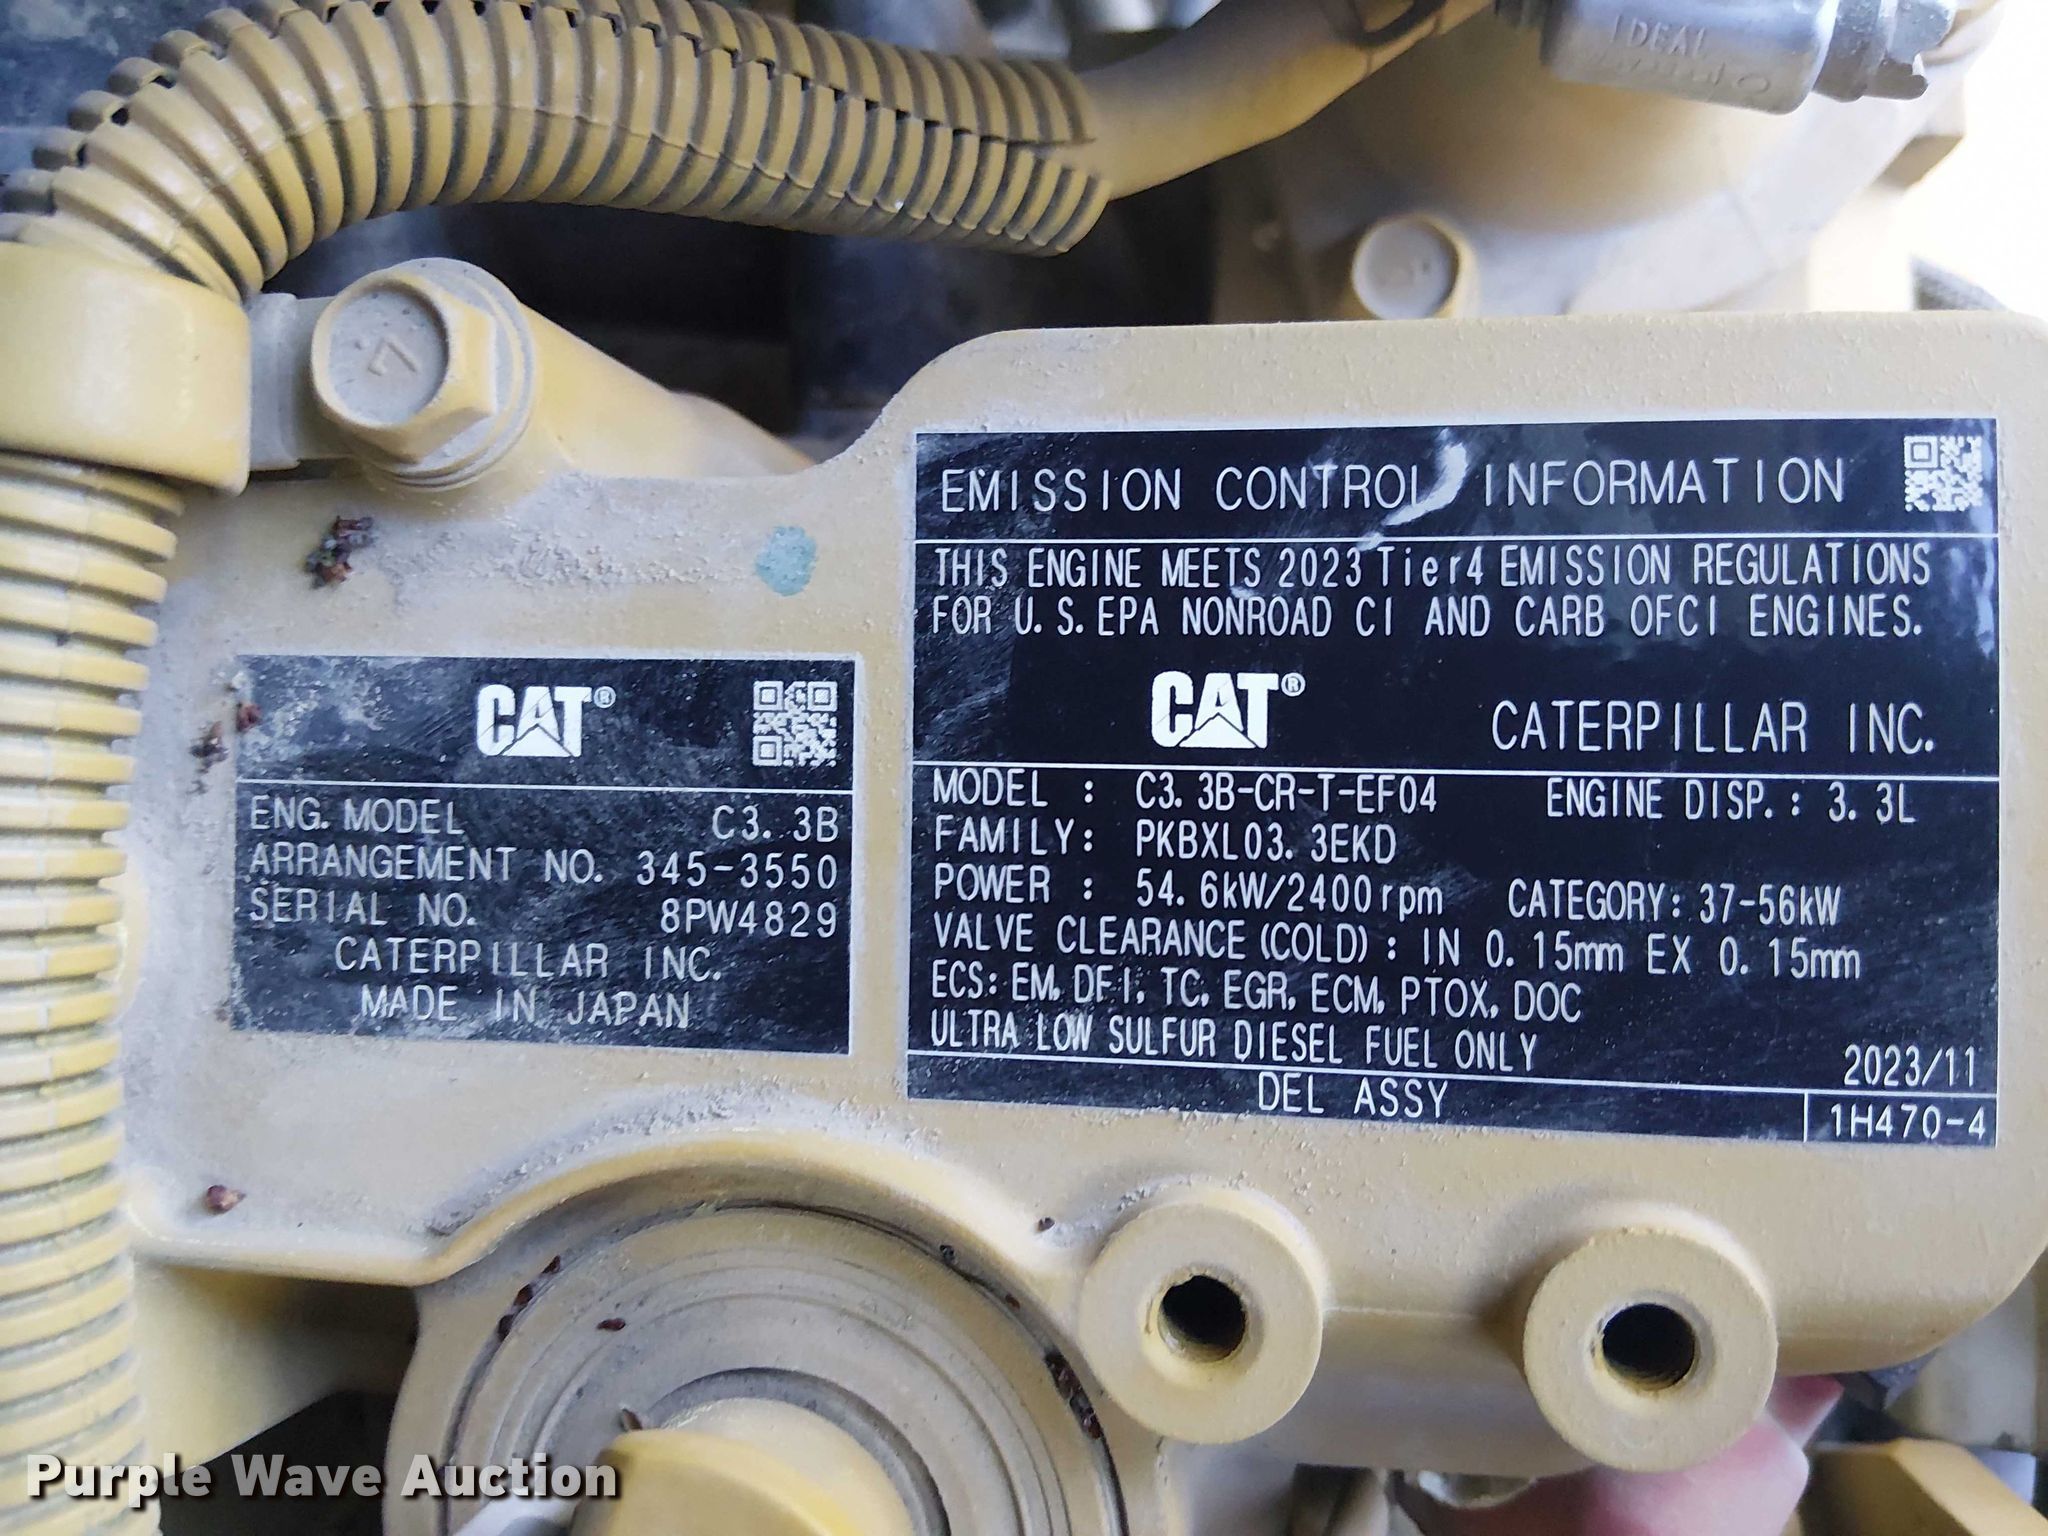 IDEAL
7
EMISSION CONTROL INFORMATION
THIS ENGINE MEETS 2023 Tier4 EMISSION REGULATIONS
FOR U.S. EPA NONROAD CI AND CARB OFCI ENGINES.
CAT®
CATERPILLAR INC.
MODEL : C3.3B-CR-T-EF04 ENGINE DISP.: 3.3L
FAMILY: PKBXL03.3EKD
POWER : 54.6kW/2400rpm CATEGORY: 37-56kW
VALVE CLEARANCE (COLD) : IN 0.15mm EX 0.15mm
ECS: EM, DFI, TC, EGR, ECM, PTOX, DOC
ULTRA LOW SULFUR DIESEL FUEL ONLY
2023/11
DEL ASSY
1H470-4
CAT®
ENG. MODEL C3.3B
ARRANGEMENT NO. 345-3550
SERIAL NO. 8PW4829
CATERPILLAR INC.
MADE IN JAPAN
Purple Wave Auction